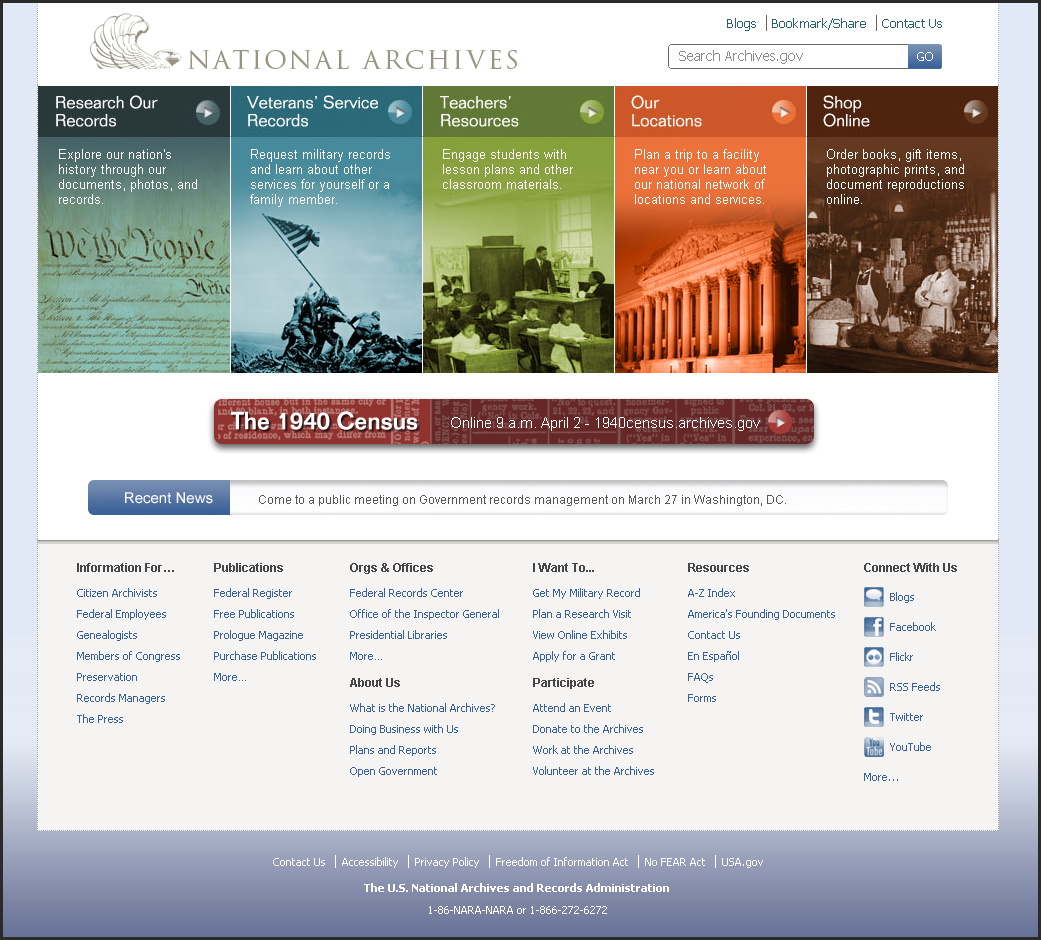 Blogs Bookmark/Share Contact Us
NATIONAL ARCHIVES
Search Archives.gov GO
Research Our
Records
Explore our nation's
history through our
documents, photos, and
records.
We the People
Veterans' Service
Records
Request military records
and learn about other
services for yourself or a
family member.
Teachers'
Resources
Engage students with
lesson plans and other
classroom materials.
Our
Locations
Plan a trip to a facility
near you or learn about
our national network of
locations and services.
Shop
Online
Order books, gift items,
photographic prints, and
document reproductions
online.
The 1940 Census Online 9 a.m. April 2 - 1940census.archives.gov
Recent News Come to a public meeting on Government records management on March 27 in Washington, DC.
Information For...
Citizen Archivists
Federal Employees
Genealogists
Members of Congress
Preservation
Records Managers
The Press
Publications
Federal Register
Free Publications
Prologue Magazine
Purchase Publications
More...
Orgs & Offices
Federal Records Center
Office of the Inspector General
Presidential Libraries
More...
About Us
What is the National Archives?
Doing Business with Us
Plans and Reports
Open Government
I Want To...
Get My Military Record
Plan a Research Visit
View Online Exhibits
Apply for a Grant
Participate
Attend an Event
Donate to the Archives
Work at the Archives
Volunteer at the Archives
Resources
A-Z Index
America's Founding Documents
Contact Us
En Español
FAQs
Forms
Connect With Us
Blogs
Facebook
Flickr
RSS Feeds
Twitter
YouTube
More...
Contact Us Accessibility Privacy Policy Freedom of Information Act No FEAR Act USA.gov
The U.S. National Archives and Records Administration
1-86-NARA-NARA or 1-866-272-6272